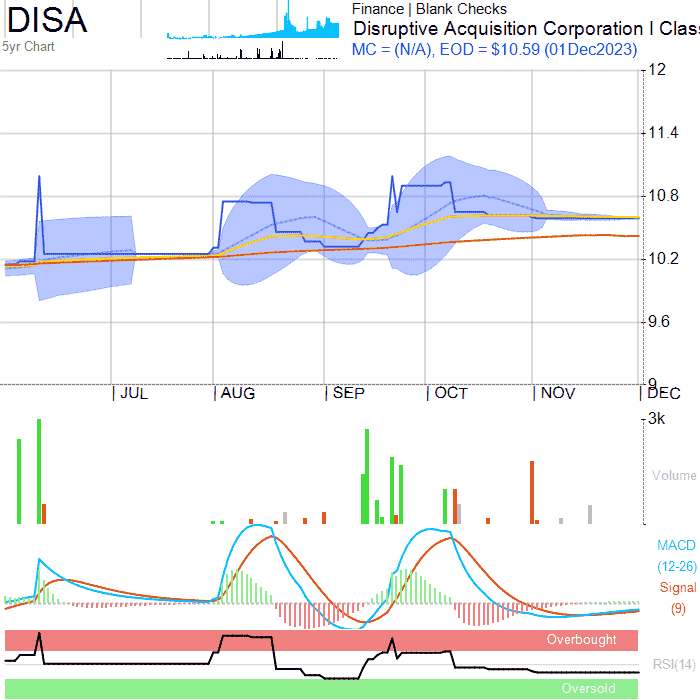 DISA
5yr Chart
Finance | Blank Checks
Disruptive Acquisition Corporation I Clas
MC = (N/A), EOD = $10.59 (01Dec2023)
12
11.4
10.8
10.2
9.6
9
JUL AUG SEP OCT NOV DEC
3k
Volume
MACD
(12-26)
Signal
(9)
Overbought
RSI(14)
Oversold